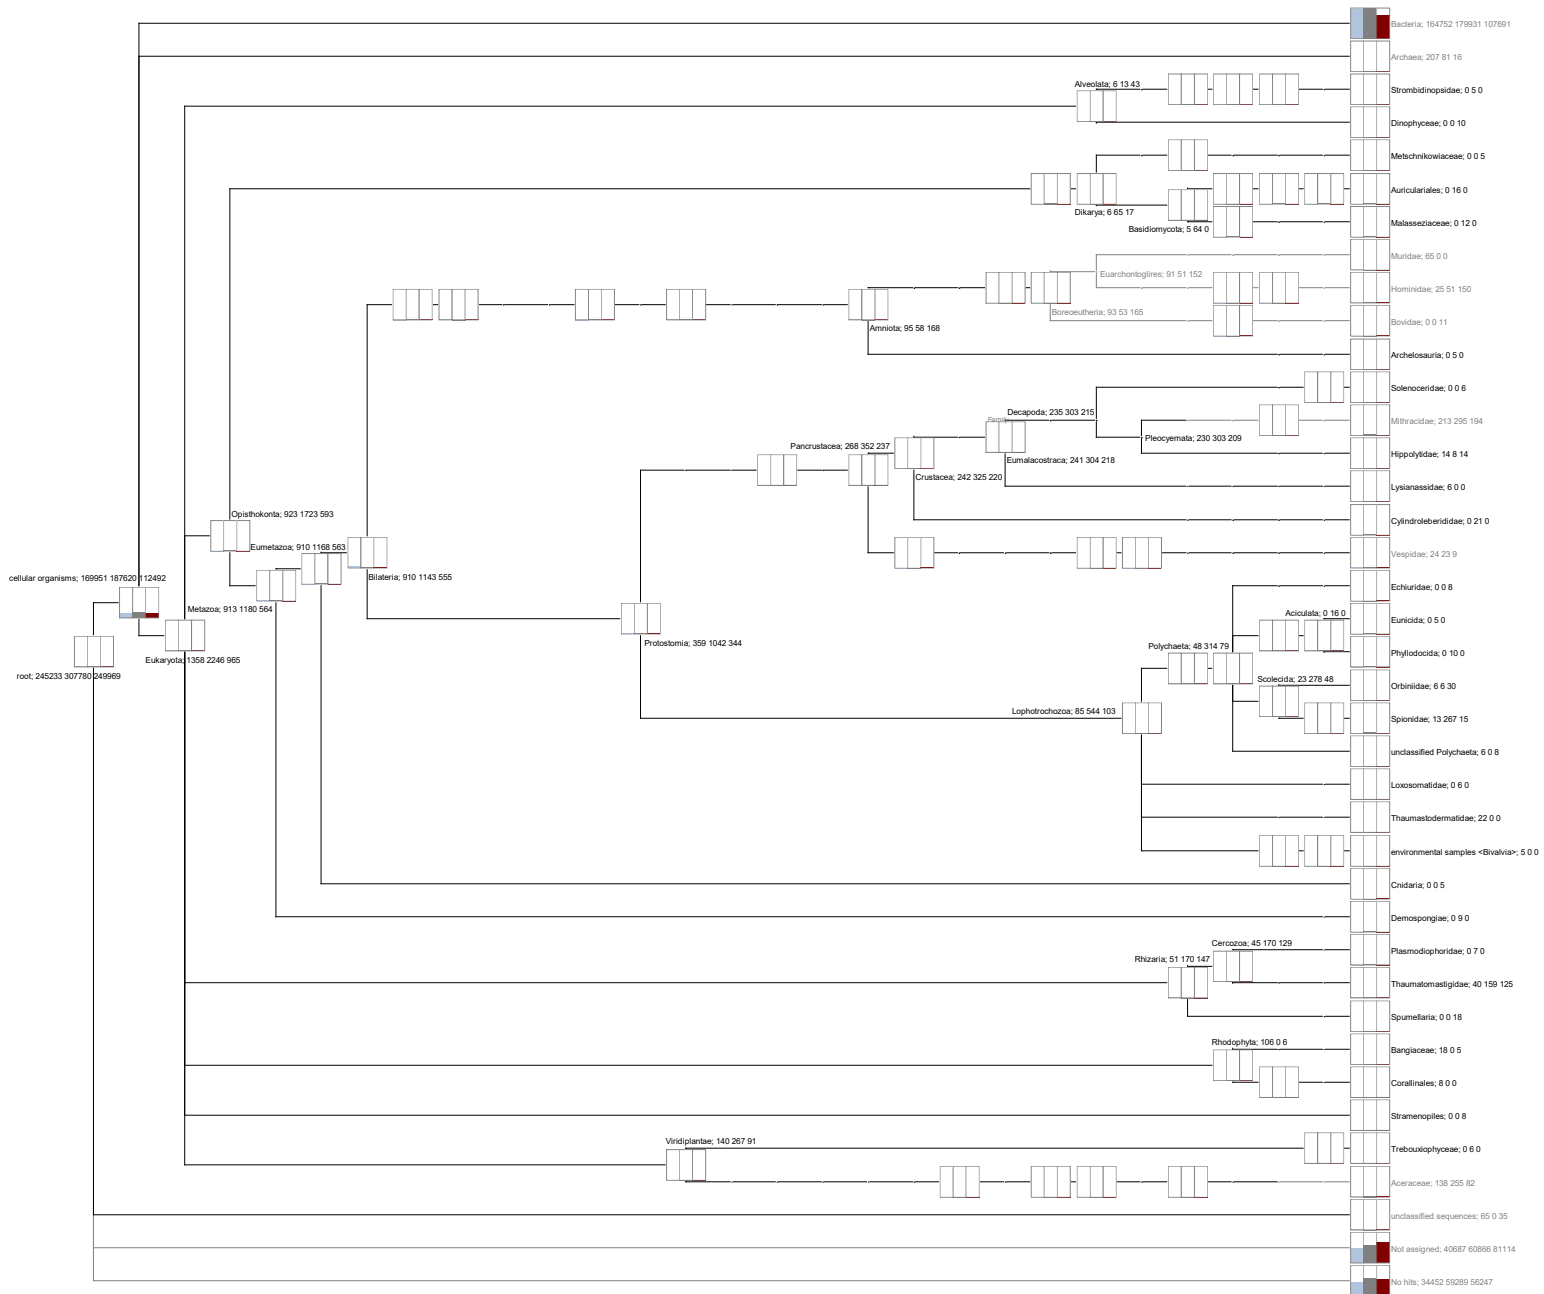 Bacteria; 164752 179931 107691
Archaea; 207 81 16
Alveolata; 6 13 43
Strombidinopsidae; 0 5 0
Dinophyceae; 0 0 10
Metschnikowiaceae; 0 0 5
Auriculariales; 0 16 0
Dikarya; 6 65 17
Malasseziaceae; 0 12 0
Basidiomycota; 5 64 0
Muridae; 65 0 0
Euarchontoglires; 91 51 152
Hominidae; 25 51 150
Boreoeutheria; 93 53 165
Bovidae; 0 0 11
Amniota; 95 58 168
Archelosauria; 0 5 0
Solenoceridae; 0 0 6
Decapoda; 235 303 215
Family
Mithracidae; 213 295 194
Pleocyemata; 230 303 209
Pancrustacea; 268 352 237
Hippolytidae; 14 8 14
Eumalacostraca; 241 304 218
Crustacea; 242 325 220
Lysianassidae; 6 0 0
Opisthokonta; 923 1723 593
Cylindroleberididae; 0 21 0
Eumetazoa; 910 1168 563
Vespidae; 24 23 9
Bilateria; 910 1143 555
cellular organisms; 169951 187620 112492
Echiuridae; 0 0 8
Metazoa; 913 1180 564
Aciculata; 0 16 0
Eunicida; 0 5 0
Protostomia; 359 1042 344
Polychaeta; 48 314 79
Phyllodocida; 0 10 0
Eukaryota; 1358 2246 965
root; 245233 307780 249969
Scolecida; 23 278 48
Orbiniidae; 6 6 30
Lophotrochozoa; 85 544 103
Spionidae; 13 267 15
unclassified Polychaeta; 6 0 8
Loxosomatidae; 0 6 0
Thaumastodermatidae; 22 0 0
environmental samples <Bivalvia>; 5 0 0
Cnidaria; 0 0 5
Demospongiae; 0 9 0
Cercozoa; 45 170 129
Plasmodiophoridae; 0 7 0
Rhizaria; 51 170 147
Thaumatomastigidae; 40 159 125
Spumellaria; 0 0 18
Rhodophyta; 106 0 6
Bangiaceae; 18 0 5
Corallinales; 8 0 0
Stramenopiles; 0 0 8
Viridiplantae; 140 267 91
Trebouxiophyceae; 0 6 0
Aceraceae; 138 255 82
unclassified sequences; 65 0 35
Not assigned; 40687 60866 81114
No hits; 34452 59289 56247